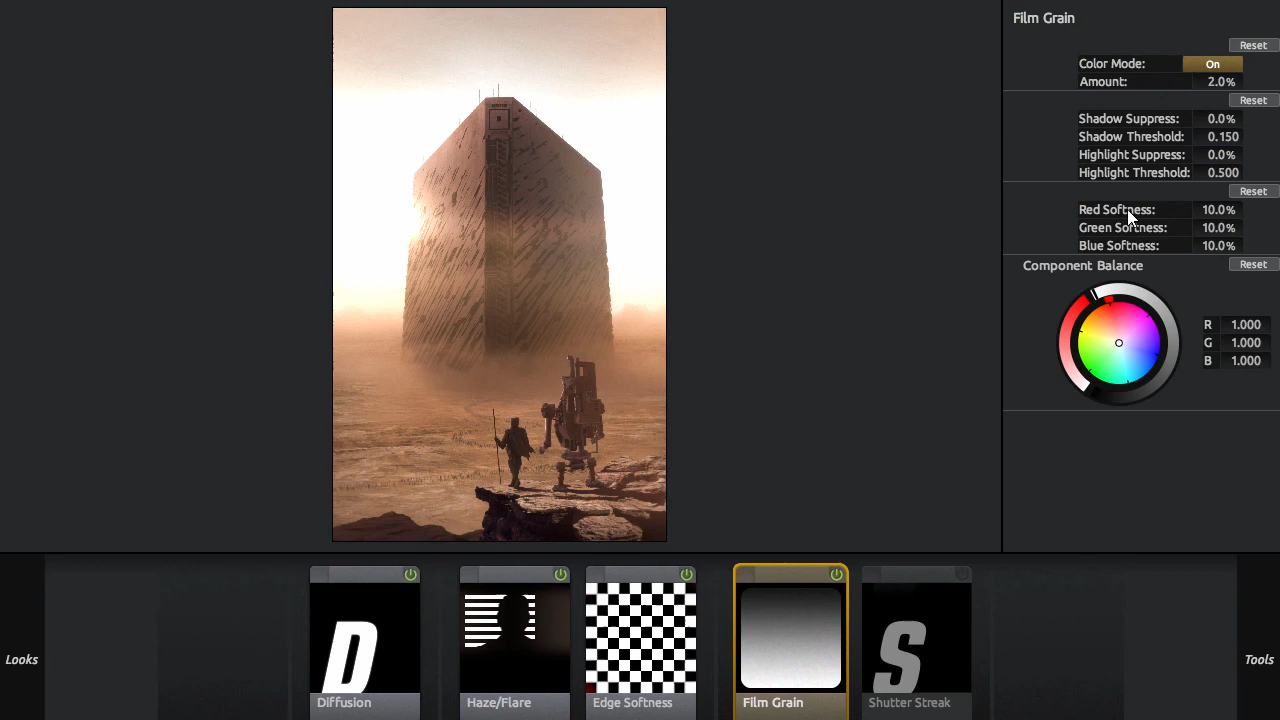 Film Grain
Reset
Color Mode: On
Amount: 2.0%
Reset
Shadow Suppress: 0.0%
Shadow Threshold: 0.150
Highlight Suppress: 0.0%
Highlight Threshold: 0.500
Reset
Red Softness: 10.0%
Green Softness: 10.0%
Blue Softness: 10.0%
Component Balance Reset
R 1.000
G 1.000
B 1.000
Looks
D
S
Tools
Diffusion
Haze/Flare
Edge Softness
Film Grain
Shutter Streak